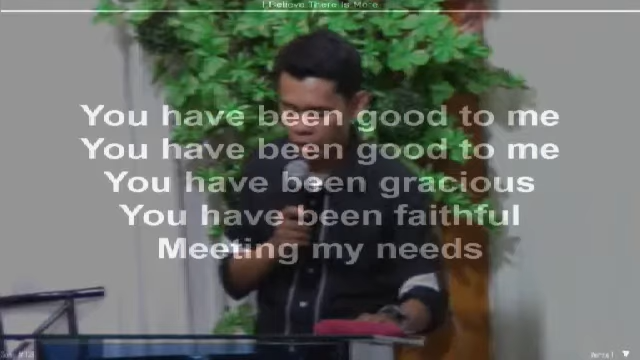 I Believe There Is More
You have been good to me
You have been good to me
You have been gracious
You have been faithful
Meeting my needs